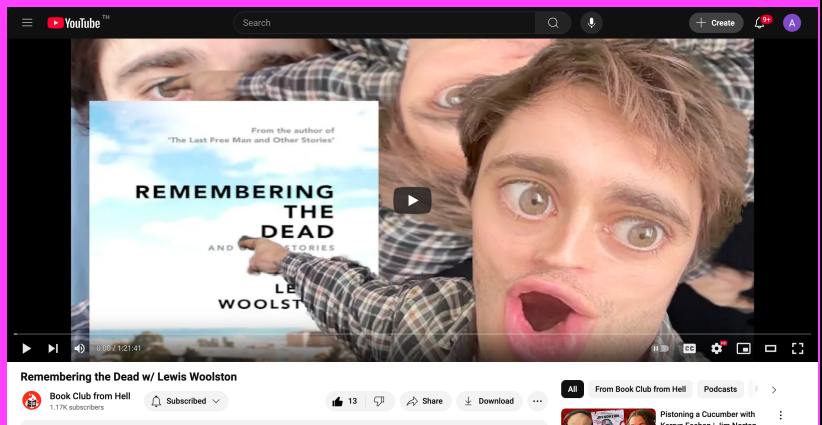 YouTube TH
Search
Create
9+
A
From the author of
'The Last Free Man and Other Stories'
REMEMBERING
THE
DEAD
AND STORIES
LE
WOOLST
0:00 / 1:21:41
CC
HD
Remembering the Dead w/ Lewis Woolston
Book Club from Hell
1.17K subscribers
Subscribed
13
Share
Download
All
From Book Club from Hell
Podcasts
Pistoning a Cucumber with